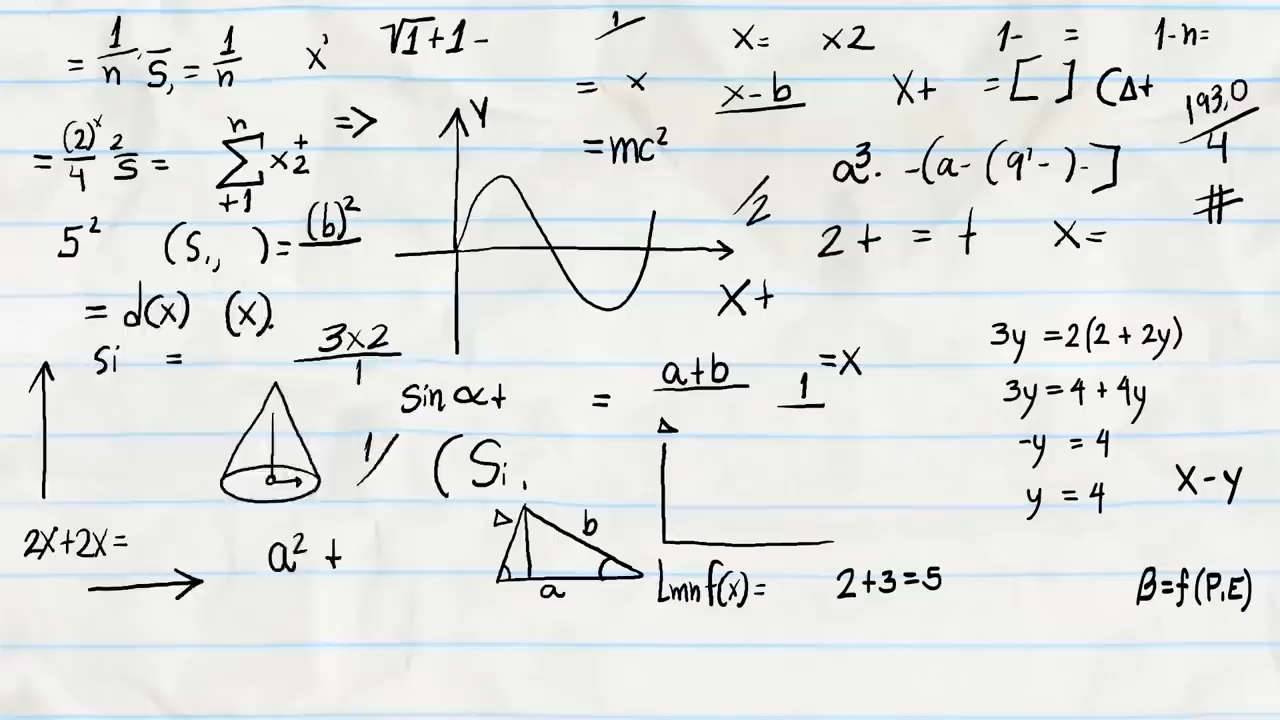 = 1/n · S̅, = 1/n x' √1+1-
1/
x= x2 1- = 1-n=
= x x-b x+ =[ ] (Δ+ 193,0/4
= (2)ˣ/4 2/S = n ∑ +1 x₂⁺ =>
Y
=mc²
a³. -(a- (9'- ) - ]
#
5² (S., ) = (b)²
/2
2+ = + x=
= d(x) (x).
X+
si = 3x2/1
3y =2(2 + 2y)
sin α+ = a+b 1 =X
3y = 4 + 4y
-y = 4
1/ (Si,
y = 4
x-y
Δ
2x+2x=
a² +
Δ b
a
Lmnf(x)= 2+3=5 β=f(P,E)